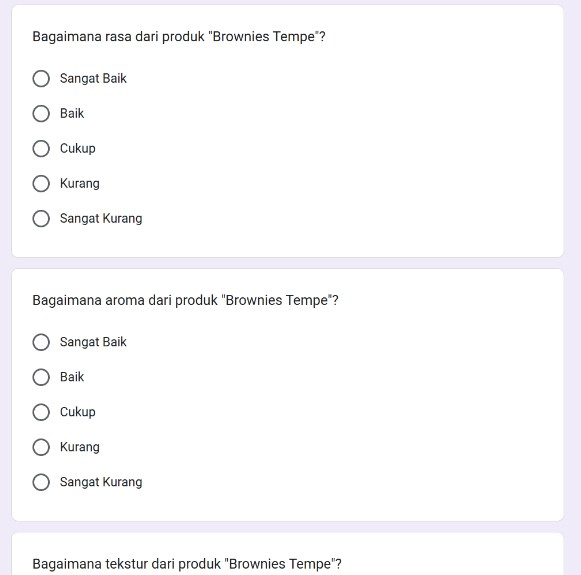 Bagaimana rasa dari produk "Brownies Tempe"?
Sangat Baik
Baik
Cukup
Kurang
Sangat Kurang
Bagaimana aroma dari produk "Brownies Tempe"?
Sangat Baik
Baik
Cukup
Kurang
Sangat Kurang
Bagaimana tekstur dari produk "Brownies Tempe"?